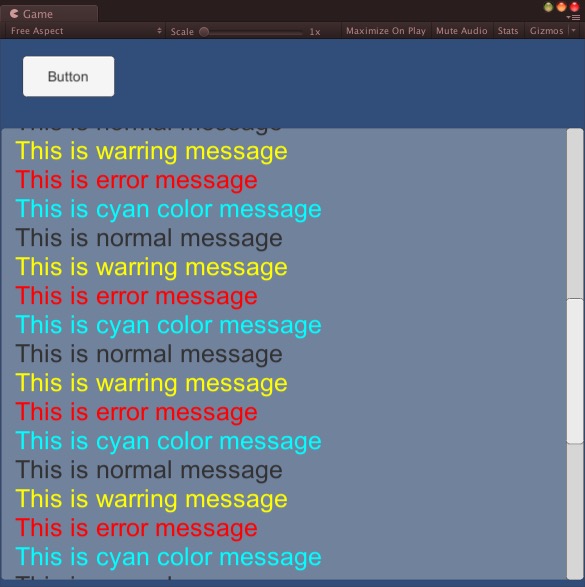 Game
Free Aspect Scale 1x Maximize On Play Mute Audio Stats Gizmos
Button
This is normal message
This is warring message
This is error message
This is cyan color message
This is normal message
This is warring message
This is error message
This is cyan color message
This is normal message
This is warring message
This is error message
This is cyan color message
This is normal message
This is warring message
This is error message
This is cyan color message